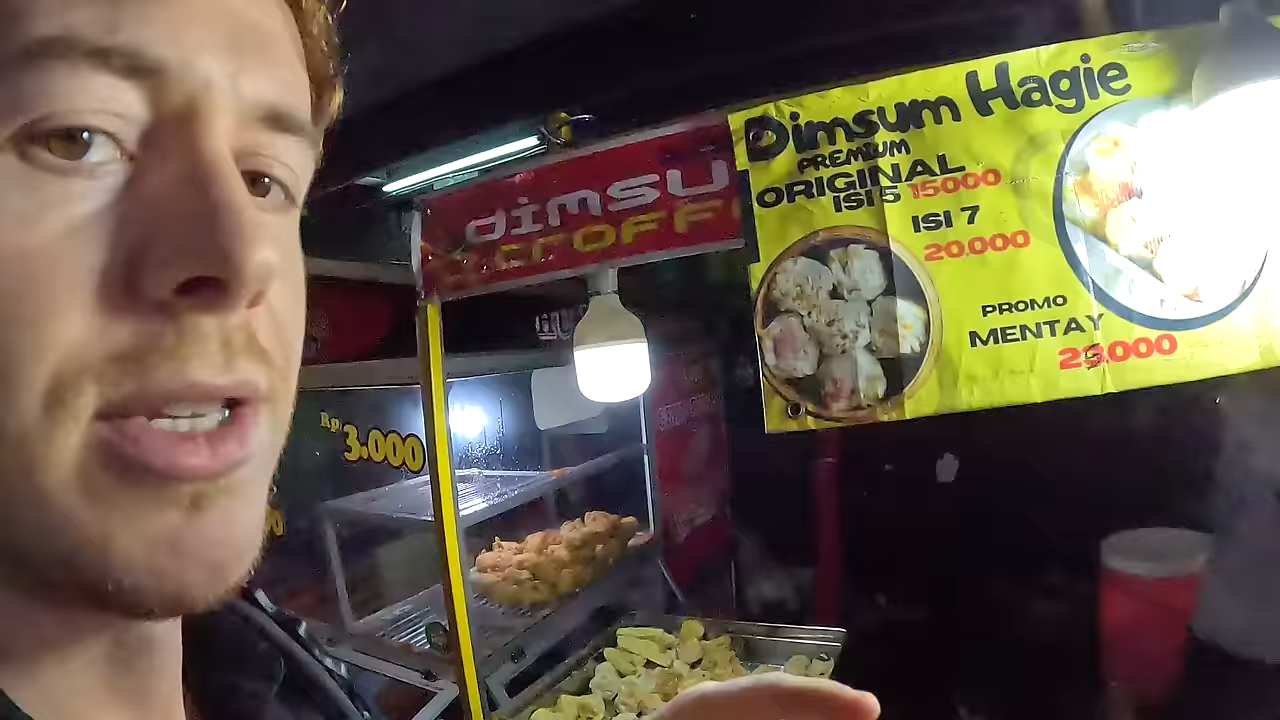 Dimsum Hagie
PREMIUM
ORIGINAL
ISI 5 15000
ISI 7
20.000
PROMO
MENTAY
25.000
dimsu
croff
Rp 3.000